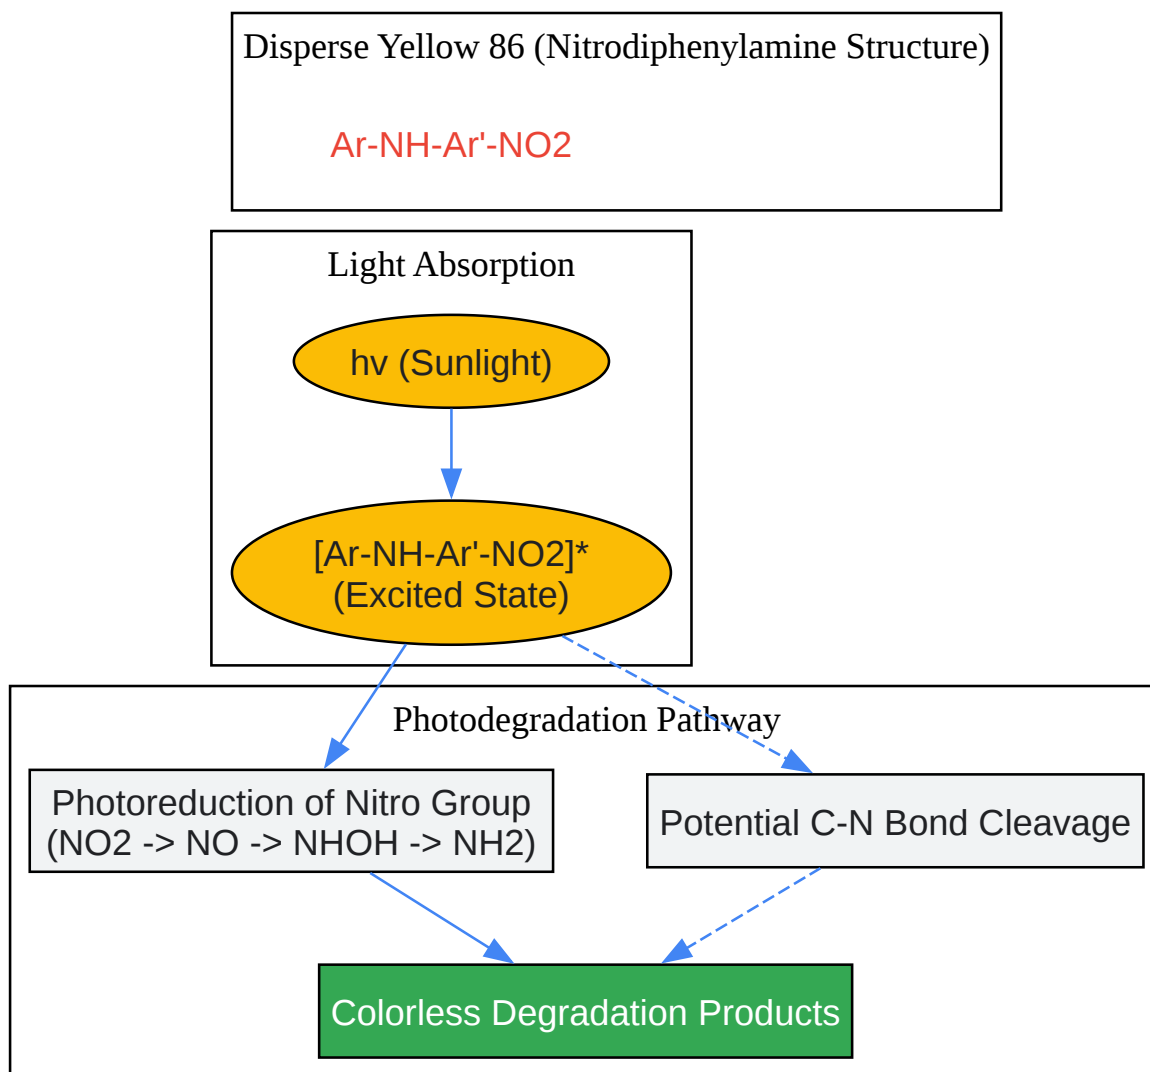 Disperse Yellow 86 (Nitrodiphenylamine Structure)
Ar-NH-Ar'-NO2
Light Absorption
hv (Sunlight)
[Ar-NH-Ar'-NO2]*
(Excited State)
Photodegradation Pathway
Photoreduction of Nitro Group
(NO2 -> NO -> NHOH -> NH2)
Potential C-N Bond Cleavage
Colorless Degradation Products